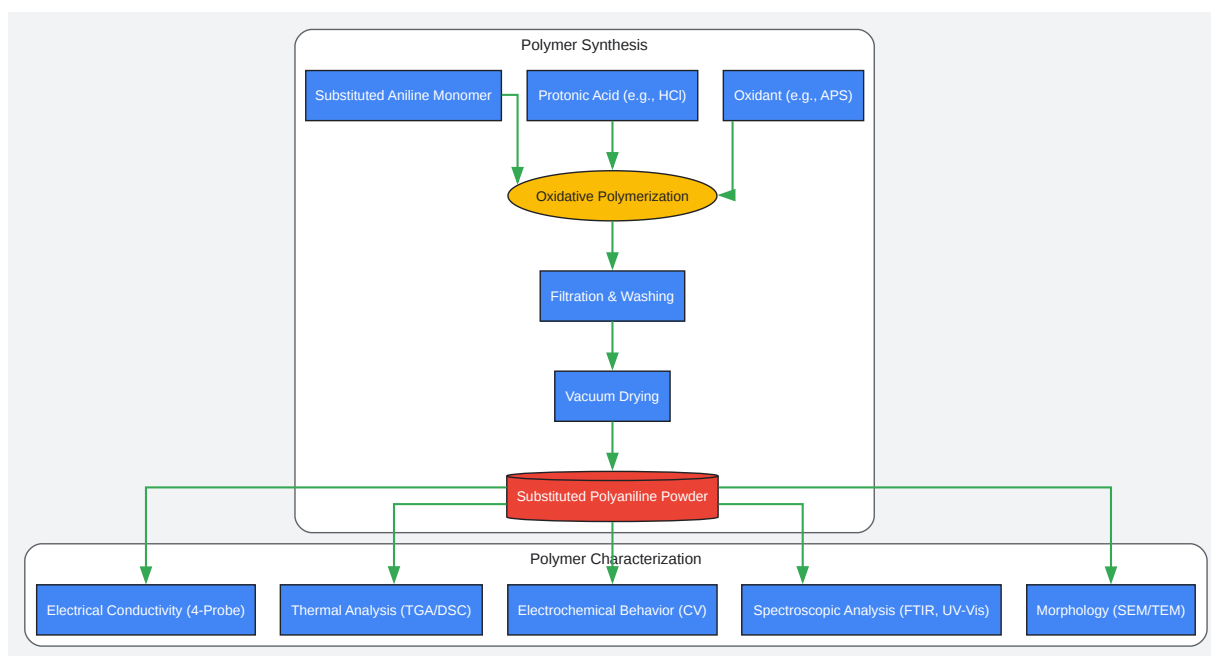 Polymer Synthesis
Substituted Aniline Monomer
Protonic Acid (e.g., HCl)
Oxidant (e.g., APS)
Oxidative Polymerization
Filtration & Washing
Vacuum Drying
Substituted Polyaniline Powder
Polymer Characterization
Electrical Conductivity (4-Probe)
Thermal Analysis (TGA/DSC)
Electrochemical Behavior (CV)
Spectroscopic Analysis (FTIR, UV-Vis)
Morphology (SEM/TEM)